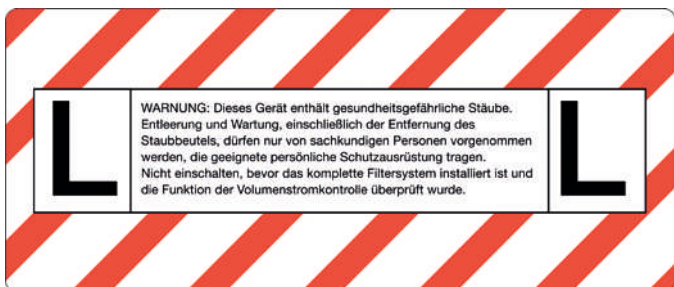 L
WARNUNG: Dieses Gerät enthält gesundheitsgefährliche Stäube.
Entleerung und Wartung, einschließlich der Entfernung des
Staubbeutels, dürfen nur von sachkundigen Personen vorgenommen
werden, die geeignete persönliche Schutzausrüstung tragen.
Nicht einschalten, bevor das komplette Filtersystem installiert ist und
die Funktion der Volumenstromkontrolle überprüft wurde.
L